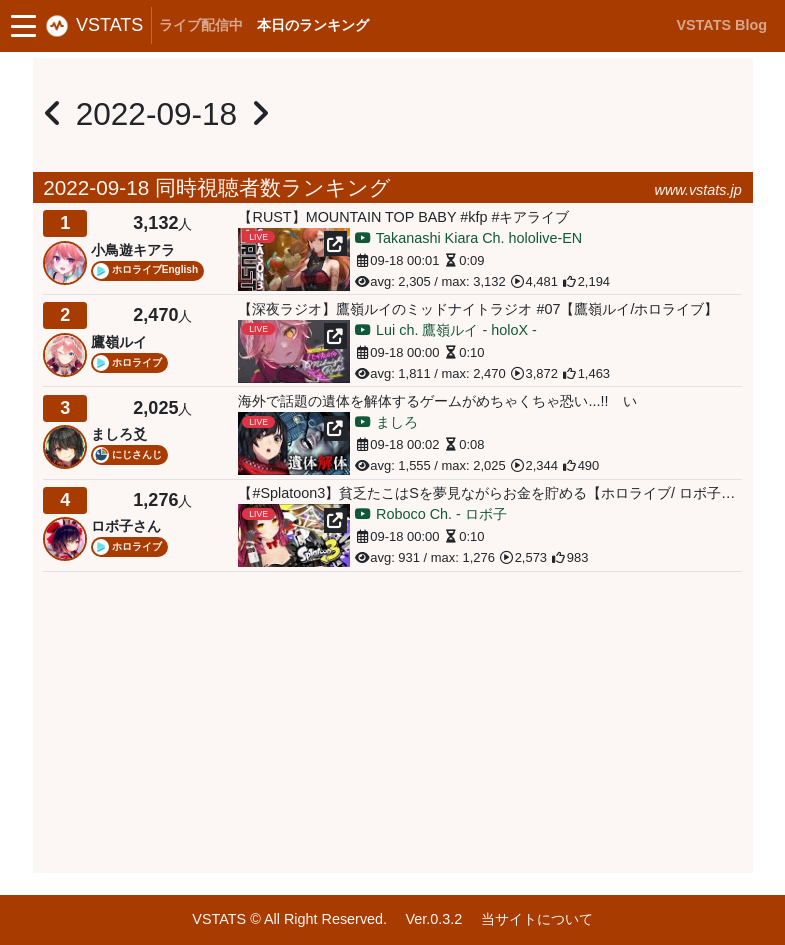 VSTATS ライブ配信中 本日のランキング VSTATS Blog
2022-09-18
2022-09-18 同時視聴者数ランキング www.vstats.jp
1 3,132人
小鳥遊キアラ
ホロライブEnglish
【RUST】MOUNTAIN TOP BABY #kfp #キアライブ
LIVE
RUST
SEASON3
Takanashi Kiara Ch. hololive-EN
09-18 00:01 0:09
avg: 2,305 / max: 3,132 4,481 2,194
2 2,470人
鷹嶺ルイ
ホロライブ
【深夜ラジオ】鷹嶺ルイのミッドナイトラジオ #07【鷹嶺ルイ/ホロライブ】
LIVE
Lui ch. 鷹嶺ルイ - holoX -
09-18 00:00 0:10
avg: 1,811 / max: 2,470 3,872 1,463
3 2,025人
ましろ爻
にじさんじ
海外で話題の遺体を解体するゲームがめちゃくちゃ恐い...!!　い
LIVE
遺体解体
ましろ
09-18 00:02 0:08
avg: 1,555 / max: 2,025 2,344 490
4 1,276人
ロボ子さん
ホロライブ
【#Splatoon3】貧乏たこはSを夢見ながらお金を貯める【ホロライブ/ ロボ子…
LIVE
Splatoon 3
Roboco Ch. - ロボ子
09-18 00:00 0:10
avg: 931 / max: 1,276 2,573 983
VSTATS © All Right Reserved. Ver.0.3.2 当サイトについて